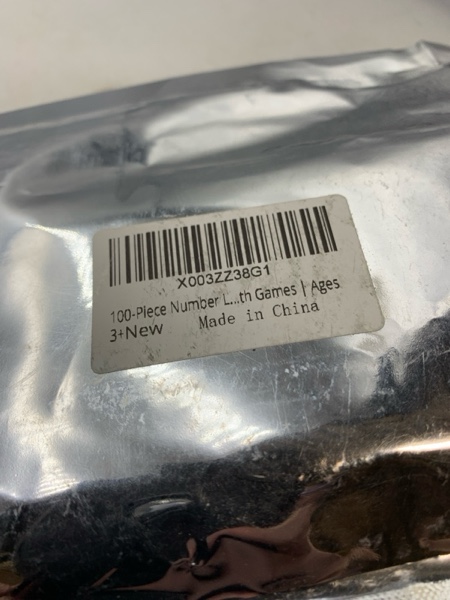 X003ZZ38G1
100-Piece Number L...th Games | Ages
3+New Made in China